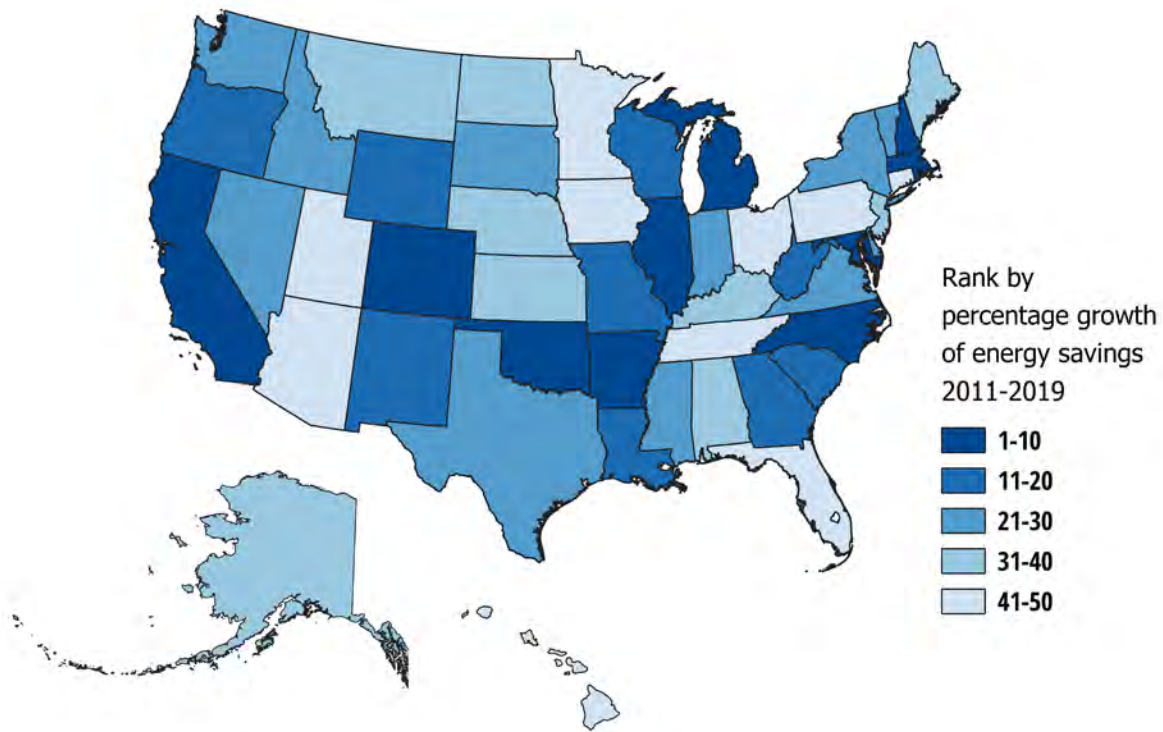 Rank by
percentage growth
of energy savings
2011-2019
1-10
11-20
21-30
31-40
41-50